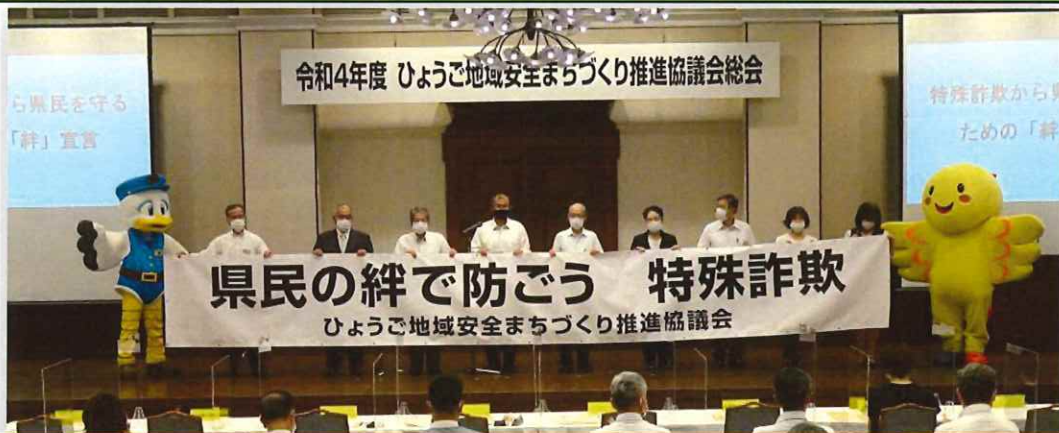 令和4年度 ひょうご地域安全まちづくり推進協議会総会
ら県民を守る
「絆」宣言
特殊詐欺から県
ための「絆
県民の絆で防ごう 特殊詐欺
ひょうご地域安全まちづくり推進協議会